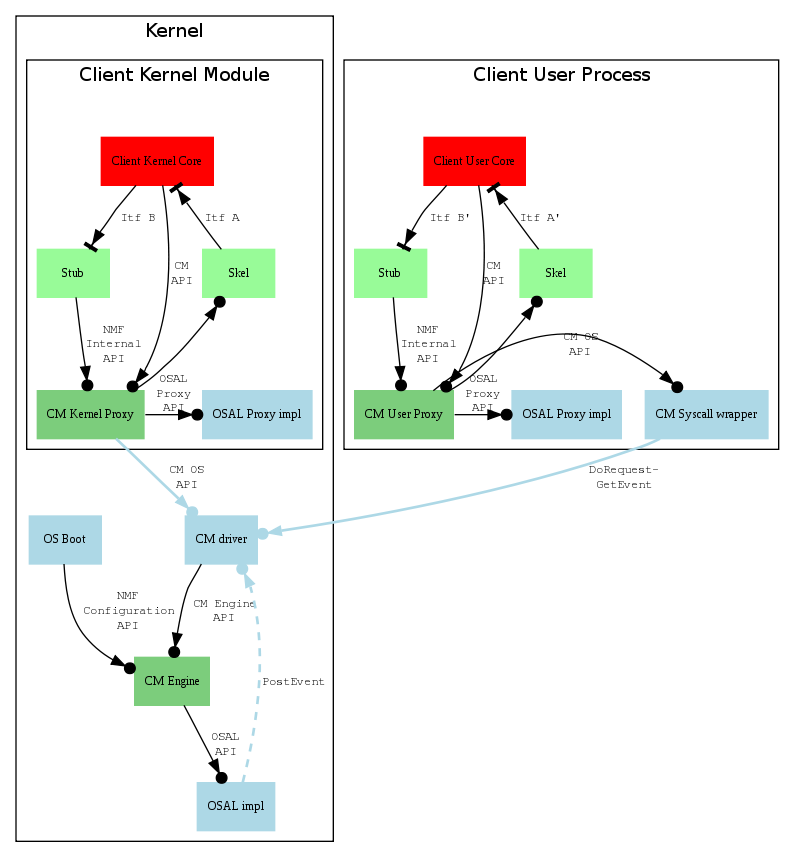 Kernel
Client Kernel Module
Client Kernel Core
Itf B
Itf A
Stub
CM
API
Skel
NMF
Internal
API
OSAL
Proxy
API
CM Kernel Proxy
OSAL Proxy impl
Client User Process
Client User Core
Itf B'
Itf A'
Stub
CM
API
Skel
NMF
Internal
API
OSAL
Proxy
API
CM OS
API
CM User Proxy
OSAL Proxy impl
CM Syscall wrapper
CM OS
API
DoRequest-
GetEvent
OS Boot
CM driver
NMF
Configuration
API
CM Engine
API
CM Engine
PostEvent
OSAL
API
OSAL impl